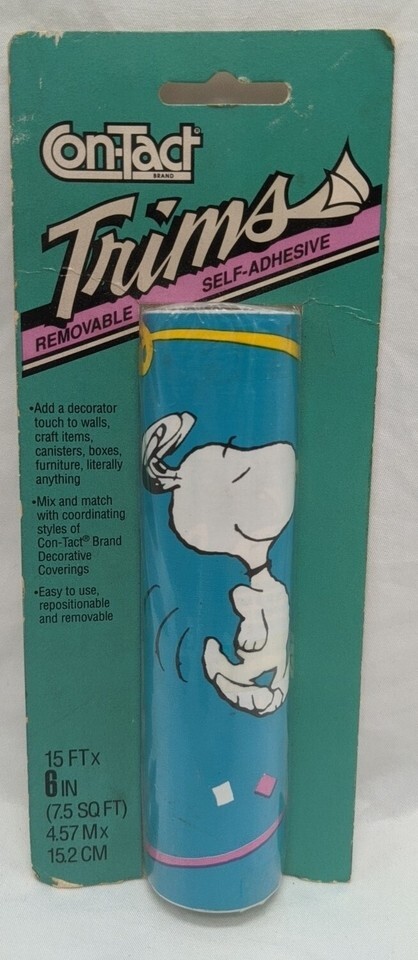 Con-Tact®
BRAND
Trims
REMOVABLE SELF-ADHESIVE
•Add a decorator
touch to walls,
craft items,
canisters, boxes,
furniture, literally
anything
•Mix and match
with coordinating
styles of
Con-Tact® Brand
Decorative
Coverings
•Easy to use,
repositionable
and removable
15 FT x
6 IN
(7.5 SQ FT)
4.57 M x
15.2 CM